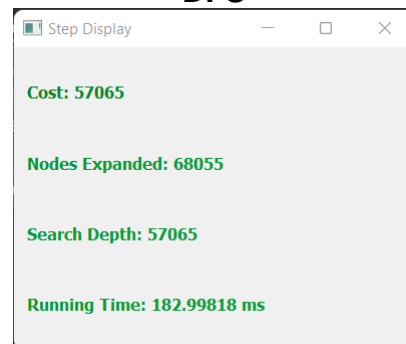 Step Display
Cost: 57065
Nodes Expanded: 68055
Search Depth: 57065
Running Time: 182.99818 ms